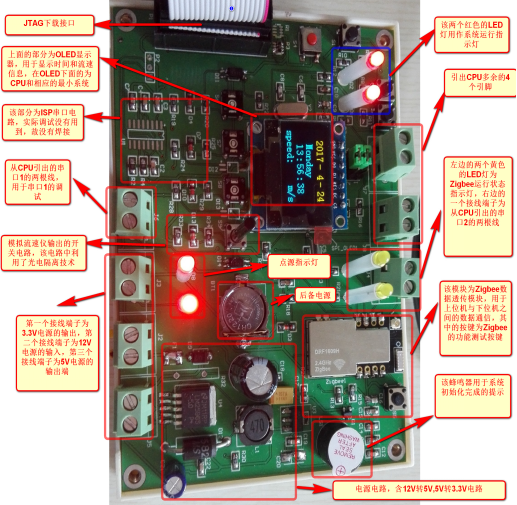 JTAG下载接口
上面的部分为OLED显示
器，用于显示时间和流速
信息，在OLED下面的为
CPU和相应的最小系统
该部分为ISP串口电
路，实际调试没有用
到，故没有焊接
从CPU引出的串
口1的两根线，
用于串口1的调
试
模拟流速仪输出的开
关电路，该电路中利
用了光电隔离技术
第一个接线端子为
3.3V电源的输出，第
二个接线端子为12V
电源的输入、第三个
接线端子为5V电源的
输出端
该两个红色的LED
灯用作系统运行指
示灯
引出CPU多余的4
个引脚
左边的两个黄色
的LED灯为
Zigbee运行状态
指示灯，右边的
一个接线端子为
从CPU引出的串
口2的两根线
该模块为Zigbee数
据透传模块，用于
上位机与下位机之
间的数据通信，其
中的按键为Zigbee
的功能测试按键
该蜂鸣器用于系统
初始化完成的提示
电源电路，含12V转5V,5V转3.3V电路
点源指示灯
后备电源
2017-4-24
Monday
13:56:38
speed: m/s
DRF1609H
2.4GHz
ZigBee
Zigbee1
REMOVE
SEAL
AFTER
WASHING
470
J3
J2
J5
L1